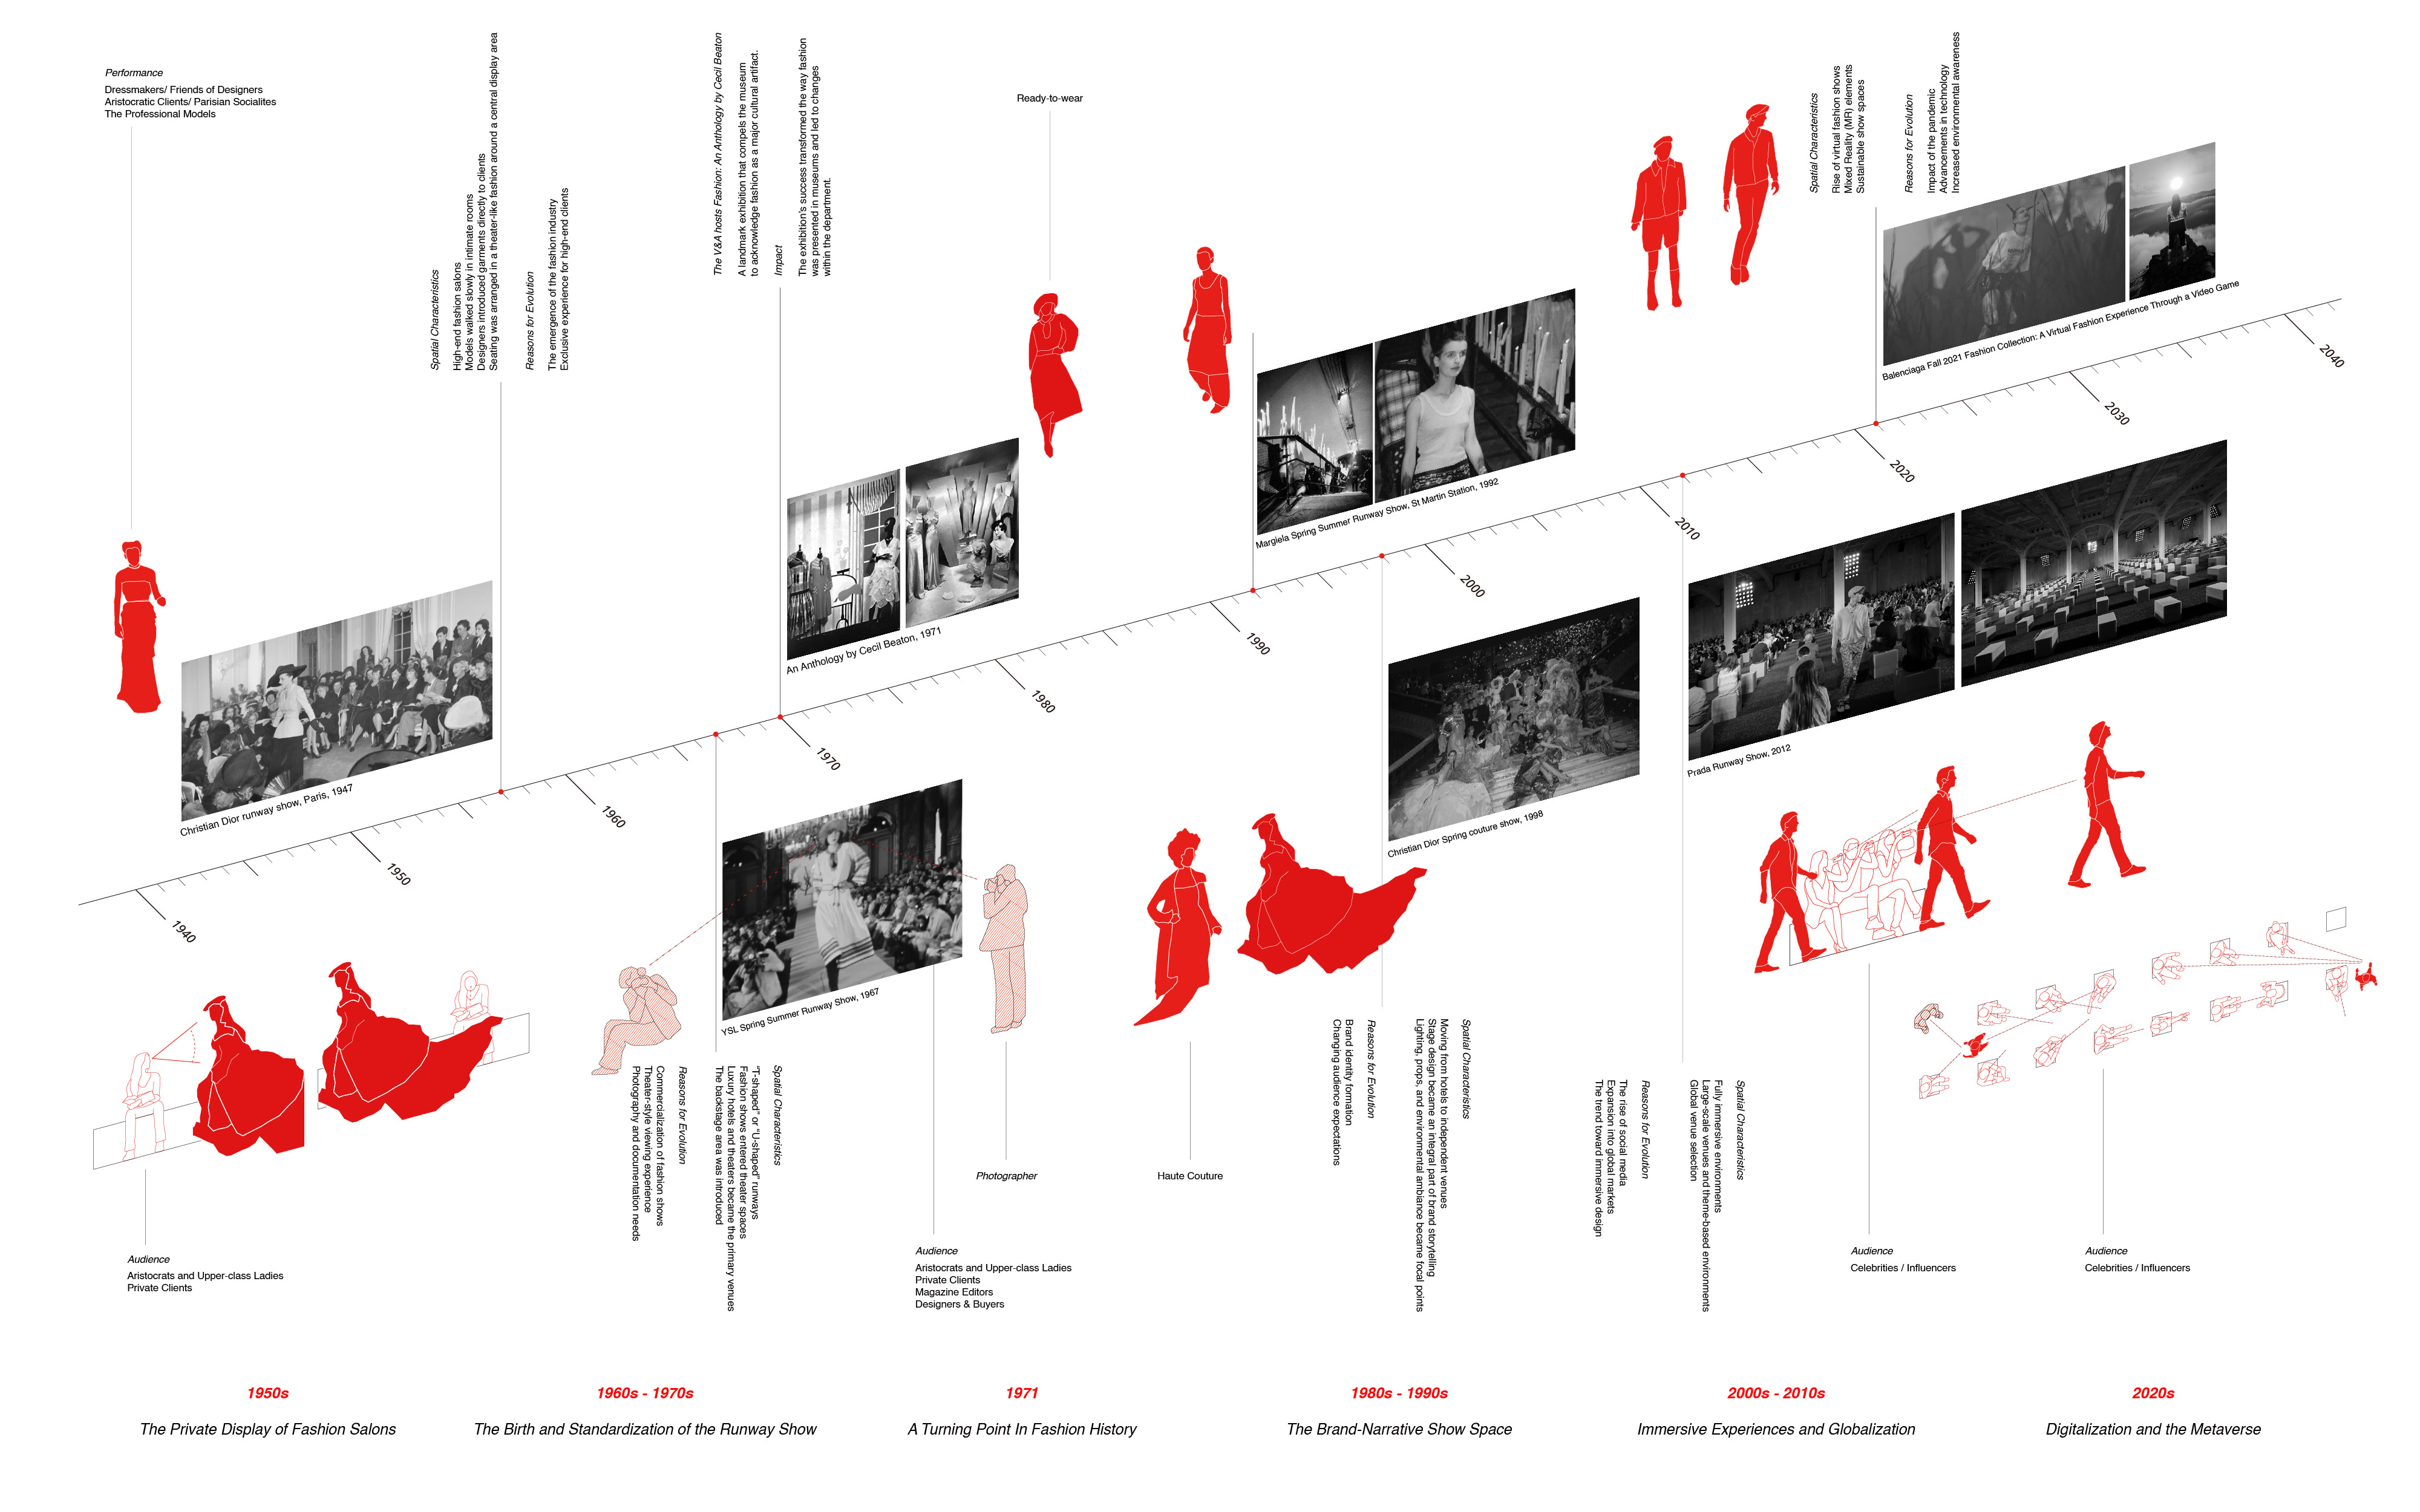 Performance
Dressmakers/ Friends of Designers
Aristocratic Clients/ Parisian Socialites
The Professional Models
Spatial Characteristics
High-end fashion salons
Models walked slowly in intimate rooms
Designers introduced garments directly to clients
Seating was arranged in a theater-like fashion around a central display area
Reasons for Evolution
The emergence of the fashion industry
Exclusive experience for high-end clients
The V&A hosts Fashion: An Anthology by Cecil Beaton
A landmark exhibition that compels the museum
to acknowledge fashion as a major cultural artifact.
Impact
The exhibition's success transformed the way fashion
was presented in museums and led to changes
within the department.
Ready-to-wear
Spatial Characteristics
Rise of virtual fashion shows
Mixed Reality (MR) elements
Sustainable show spaces
Reasons for Evolution
Impact of the pandemic
Advancements in technology
Increased environmental awareness
Christian Dior runway show, Paris, 1947
An Anthology by Cecil Beaton, 1971
Margiela Spring Summer Runway Show, St Martin Station, 1992
Balenciaga Fall 2021 Fashion Collection: A Virtual Fashion Experience Through a Video Game
1940
1950
1960
1970
1980
1990
2000
2010
2020
2030
2040
YSL Spring Summer Runway Show, 1967
Christian Dior Spring couture show, 1998
Prada Runway Show, 2012
Audience
Aristocrats and Upper-class Ladies
Private Clients
Spatial Characteristics
"T-shaped" or "U-shaped" runways
Fashion shows entered theater spaces
Luxury hotels and theaters became the primary venues
The backstage area was introduced
Reasons for Evolution
Commercialization of fashion shows
Theater-style viewing experience
Photography and documentation needs
Audience
Aristocrats and Upper-class Ladies
Private Clients
Magazine Editors
Designers & Buyers
Photographer
Haute Couture
Spatial Characteristics
Moving from hotels to independent venues
Stage design became an integral part of brand storytelling
Lighting, props, and environmental ambiance became focal points
Reasons for Evolution
Brand identity formation
Changing audience expectations
Spatial Characteristics
Fully immersive environments
Large-scale venues and theme-based environments
Global venue selection
Reasons for Evolution
The rise of social media
Expansion into global markets
The trend toward immersive design
Audience
Celebrities / Influencers
Audience
Celebrities / Influencers
1950s
The Private Display of Fashion Salons
1960s - 1970s
The Birth and Standardization of the Runway Show
1971
A Turning Point In Fashion History
1980s - 1990s
The Brand-Narrative Show Space
2000s - 2010s
Immersive Experiences and Globalization
2020s
Digitalization and the Metaverse